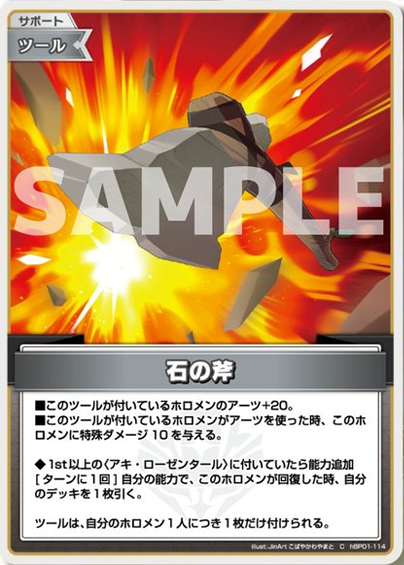 サポート
ツール
SAMPLE
石の斧
■このツールが付いているホロメンのアーツ+20。
■このツールが付いているホロメンがアーツを使った時、このホ
ロメンに特殊ダメージ10を与える。
◆1st以上の〈アキ・ローゼンタール〉に付いていたら能力追加
[ターンに1回]自分の能力で、このホロメンが回復した時、自分
のデッキを1枚引く。
ツールは、自分のホロメン1人につき1枚だけ付けられる。
illust:JinArt こばやかわやまと C hBP01-114